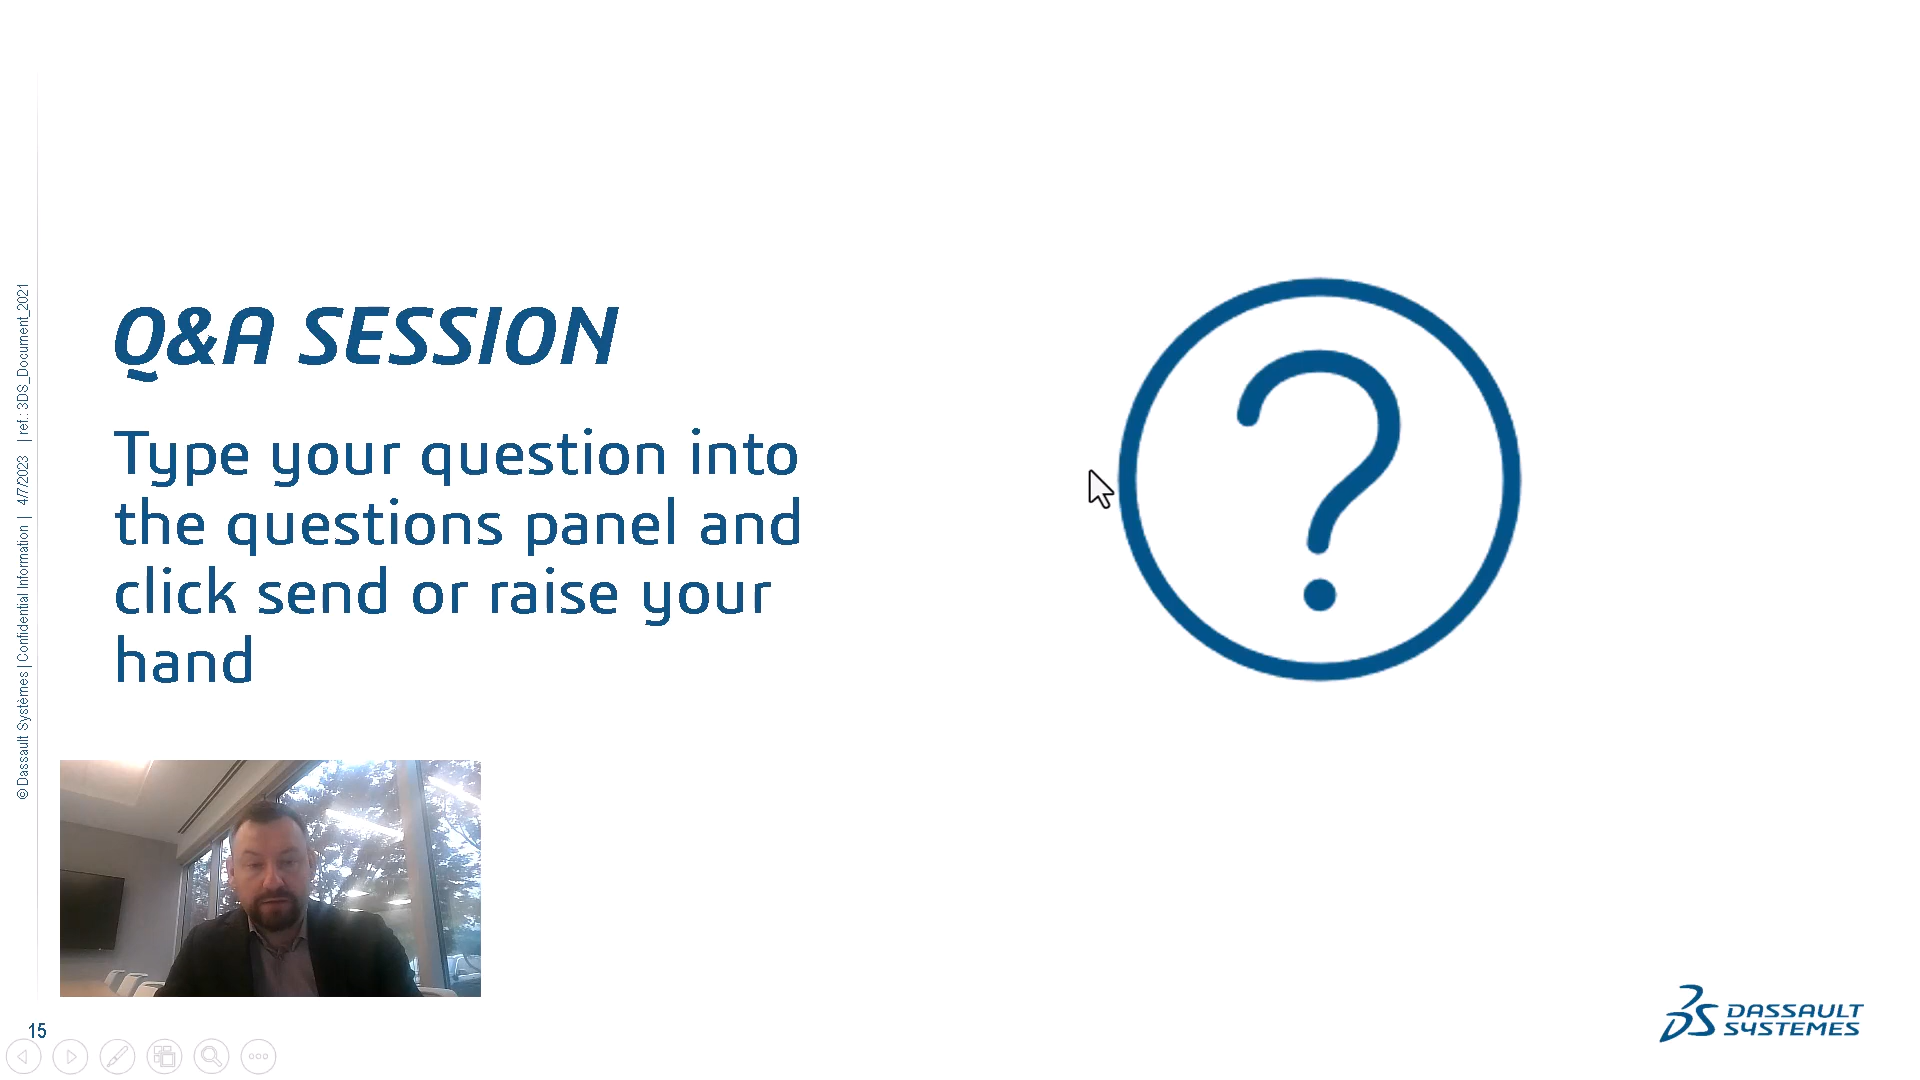 © Dassault Systèmes | Confidential Information | 4/7/2023 | ref.: 3DS_Document_2021
Q&A SESSION
Type your question into
the questions panel and
click send or raise your
hand
15
DASSAULT
SYSTEMES